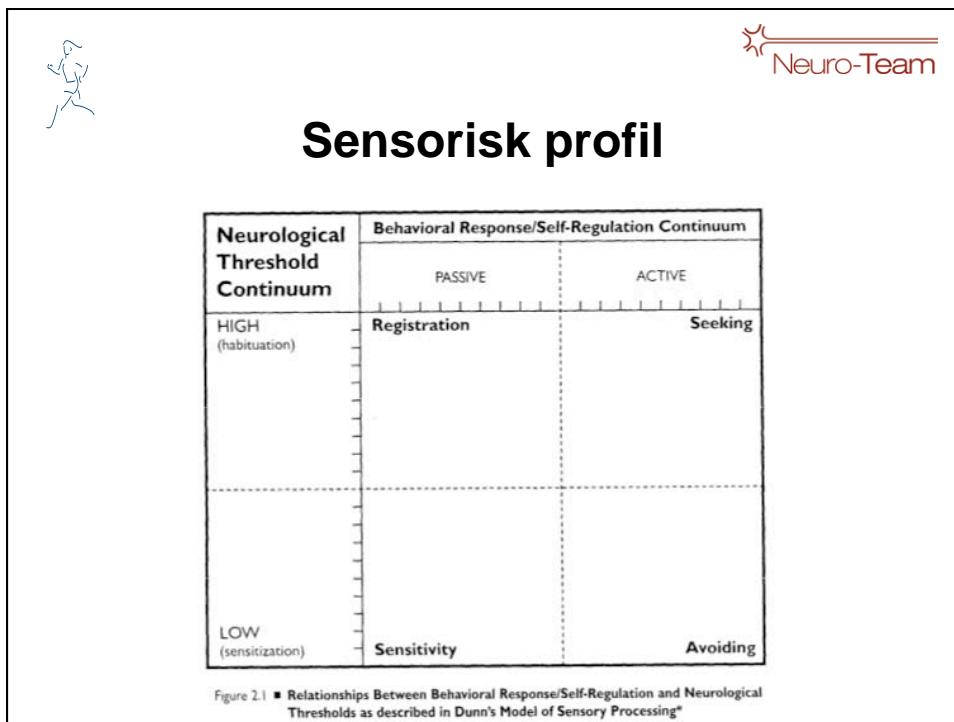 Neuro-Team
Sensorisk profil
Neurological
Threshold
Continuum
Behavioral Response/Self-Regulation Continuum
PASSIVE
ACTIVE
HIGH
(habituation)
Registration
Seeking
LOW
(sensitization)
Sensitivity
Avoiding
Figure 2.1 ■ Relationships Between Behavioral Response/Self-Regulation and Neurological
Thresholds as described in Dunn's Model of Sensory Processing*